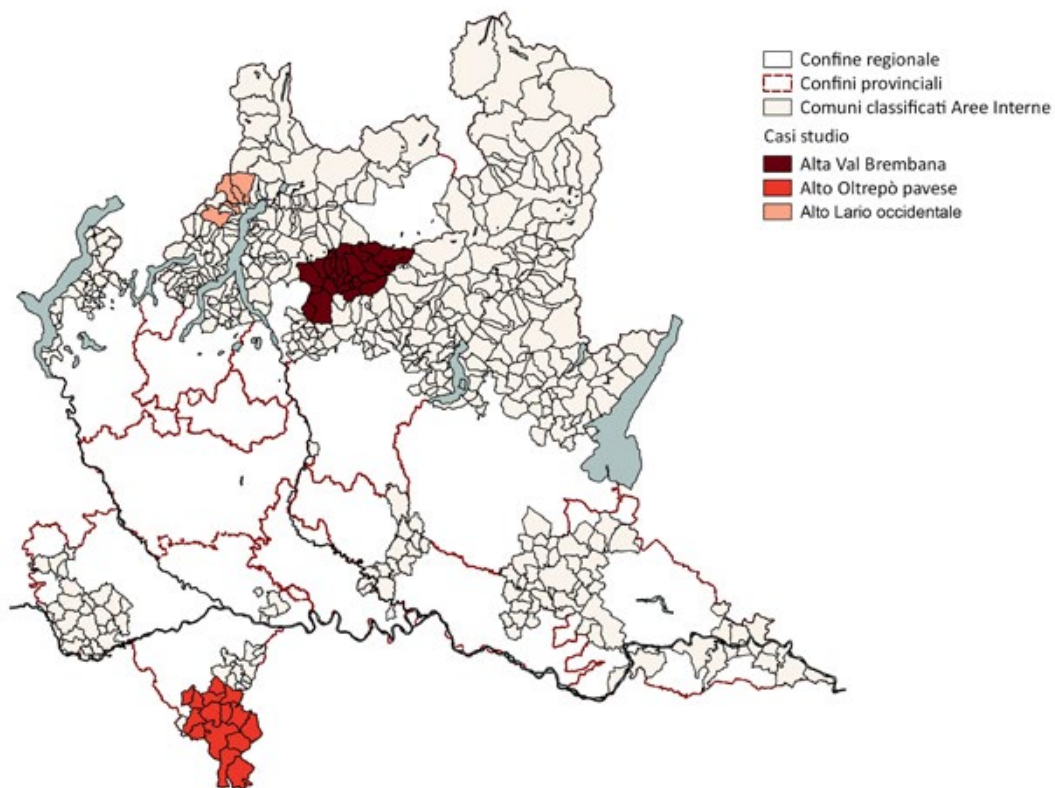 Confine regionale
Confini provinciali
Comuni classificati Aree Interne
Casi studio
Alta Val Brembana
Alto Oltrepò pavese
Alto Lario occidentale